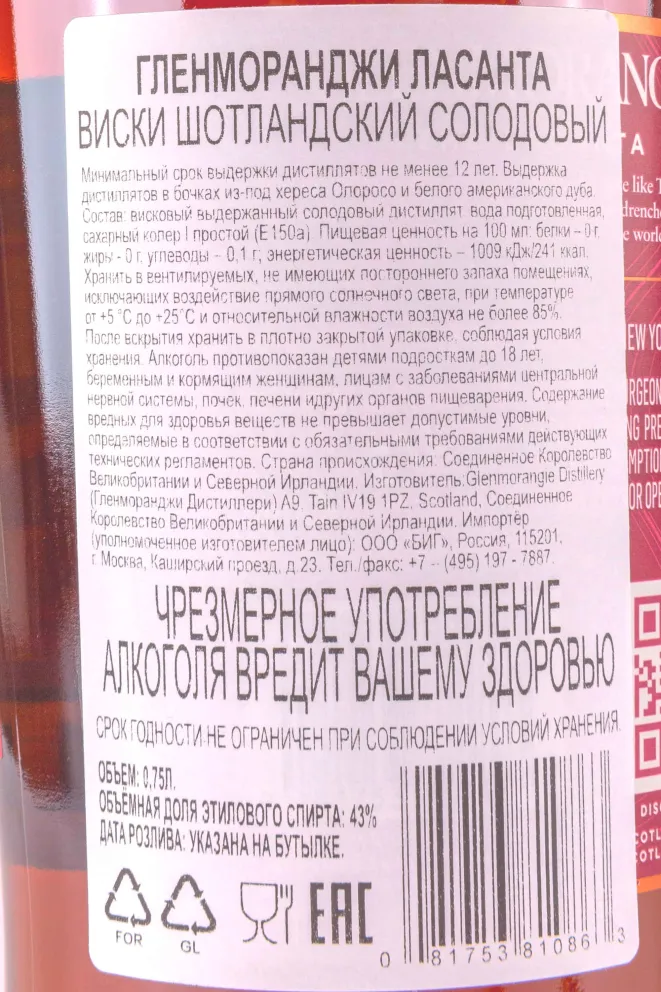 ГЛЕНМОРАНДЖИ ЛАСАНТА
ВИСКИ ШОТЛАНДСКИЙ СОЛОДОВЫЙ
Минимальный срок выдержки дистиллятов не менее 12 лет. Выдержка
дистиллятов в бочках из-под хереса Олоросо и белого американского дуба.
Состав: висковый выдержанный солодовый дистиллят, вода подготовленная,
сахарный колер I простой (E150a). Пищевая ценность на 100 мл: белки – 0 г,
жиры - 0 г, углеводы – 0,1 г; энергетическая ценность – 1009 кДж/241 ккал.
Хранить в вентилируемых, не имеющих постороннего запаха помещениях,
исключающих воздействие прямого солнечного света, при температуре
от +5 °С до +25°С и относительной влажности воздуха не более 85%.
После вскрытия хранить в плотно закрытой упаковке, соблюдая условия
хранения. Алкоголь противопоказан детями подросткам до 18 лет,
беременным и кормящим женщинам, лицам с заболеваниями центральной
нервной системы, почек, печени идругих органов пищеварения. Содержание
вредных для здоровья веществ не превышает допустимые уровни,
определяемые в соответствии с обязательными требованиями действующих
технических регламентов. Страна происхождения: Соединенное Королевство
Великобритании и Северной Ирландии. Изготовитель:Glenmorangie Distillery
(Гленморанджи Дистиллери) A9, Tain IV19 1PZ, Scotland, Соединенное
Королевство Великобритании и Северной Ирландии. Импортёр
(уполномоченное изготовителем лицо): ООО «БИГ», Россия, 115201,
г. Москва, Каширский проезд, д.23. Тел./факс: +7 – (495) 197 - 7887.
ЧРЕЗМЕРНОЕ УПОТРЕБЛЕНИЕ
АЛКОГОЛЯ ВРЕДИТ ВАШЕМУ ЗДОРОВЬЮ
СРОК ГОДНОСТИ НЕ ОГРАНИЧЕН ПРИ СОБЛЮДЕНИИ УСЛОВИЙ ХРАНЕНИЯ.
ОБЪЕМ: 0,75Л.
ОБЪЁМНАЯ ДОЛЯ ЭТИЛОВОГО СПИРТА: 43%
ДАТА РОЗЛИВА: УКАЗАНА НА БУТЫЛКЕ.
FOR
GL
EAC
0 81753 81086 3